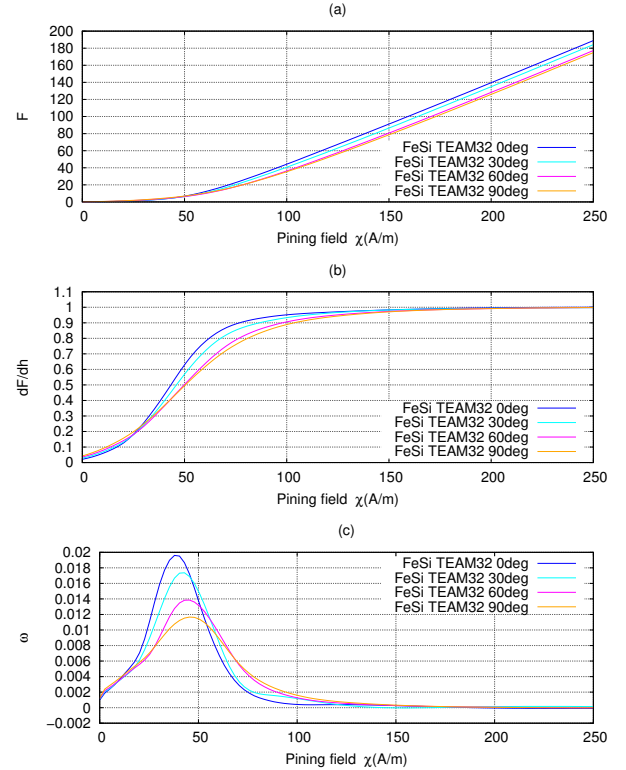 (a)
200
180
160
140
120
100
80
60
40
20
0
F
FeSi TEAM32 0deg
FeSi TEAM32 30deg
FeSi TEAM32 60deg
FeSi TEAM32 90deg
0 50 100 150 200 250
Pining field χ(A/m)
(b)
1.1
1
0.9
0.8
0.7
0.6
0.5
0.4
0.3
0.2
0.1
0
dF/dh
FeSi TEAM32 0deg
FeSi TEAM32 30deg
FeSi TEAM32 60deg
FeSi TEAM32 90deg
0 50 100 150 200 250
Pining field χ(A/m)
(c)
0.02
0.018
0.016
0.014
0.012
0.01
0.008
0.006
0.004
0.002
0
−0.002
ω
FeSi TEAM32 0deg
FeSi TEAM32 30deg
FeSi TEAM32 60deg
FeSi TEAM32 90deg
0 50 100 150 200 250
Pining field χ(A/m)